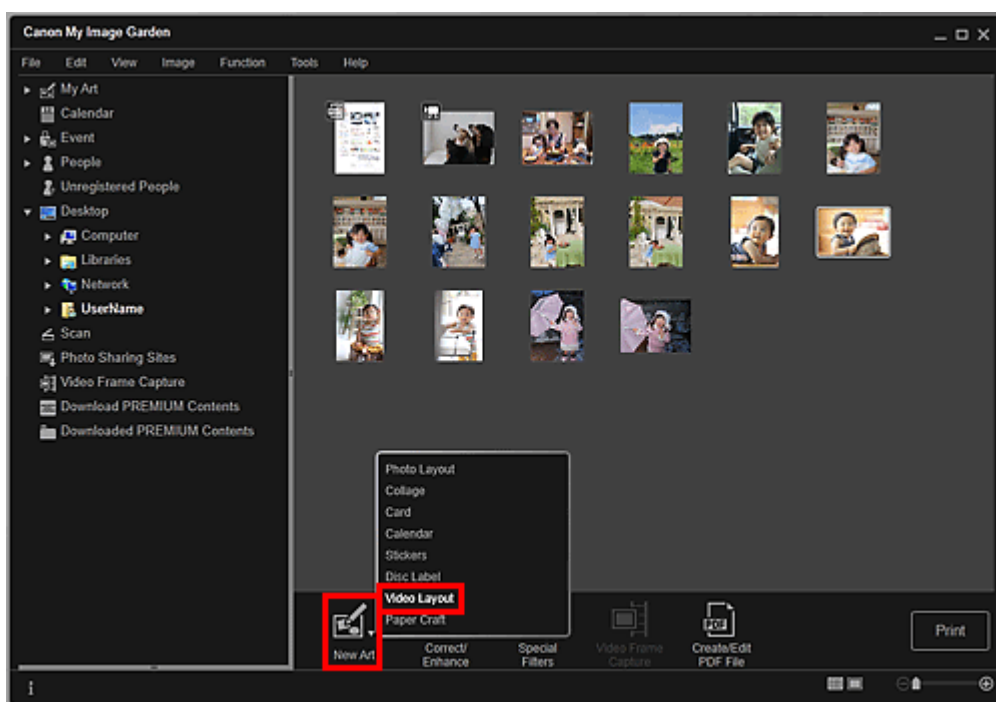 Canon My Image Garden
File Edit View Image Function Tools Help
My Art
Calendar
Event
People
Unregistered People
Desktop
Computer
Libraries
Network
UserName
Scan
Photo Sharing Sites
Video Frame Capture
Download PREMIUM Contents
Downloaded PREMIUM Contents
Photo Layout
Collage
Card
Calendar
Stickers
Disc Label
Video Layout
Paper Craft
New Art
Correct/
Enhance
Special
Filters
Video Frame
Capture
PDF
Create/Edit
PDF File
Print